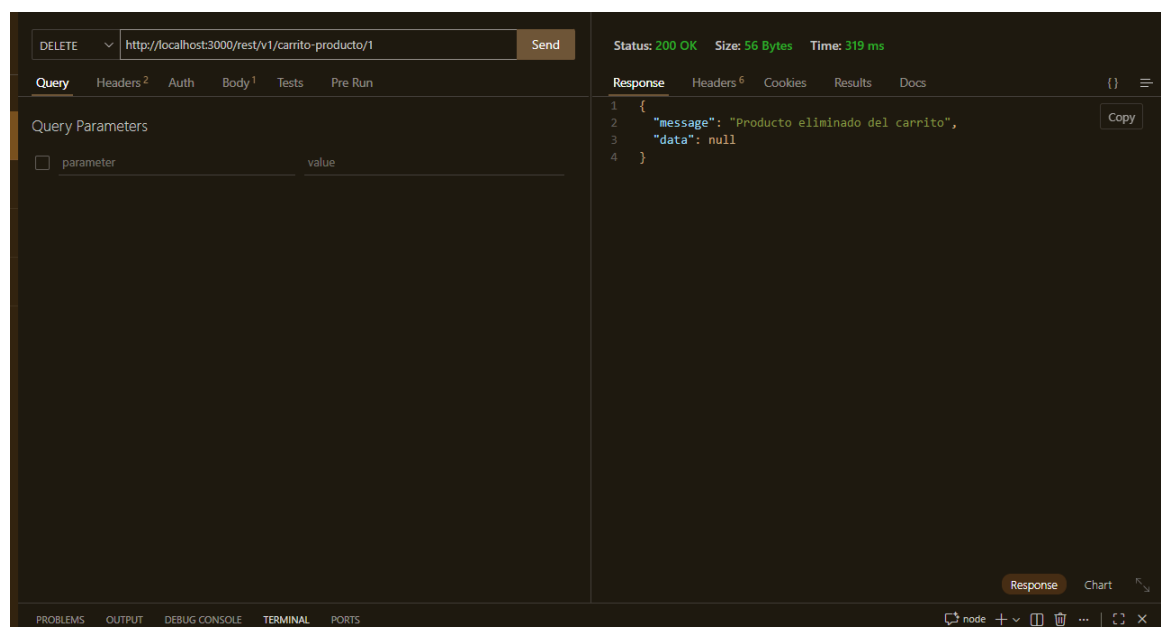 DELETE http://localhost:3000/rest/v1/carrito-producto/1 Send
Query Headers 2 Auth Body 1 Tests Pre Run
Query Parameters
parameter value
Status: 200 OK Size: 56 Bytes Time: 319 ms
Response Headers 6 Cookies Results Docs {}
Copy
1 {
2 "message": "Producto eliminado del carrito",
3 "data": null
4 }
Response Chart
PROBLEMS OUTPUT DEBUG CONSOLE TERMINAL PORTS node